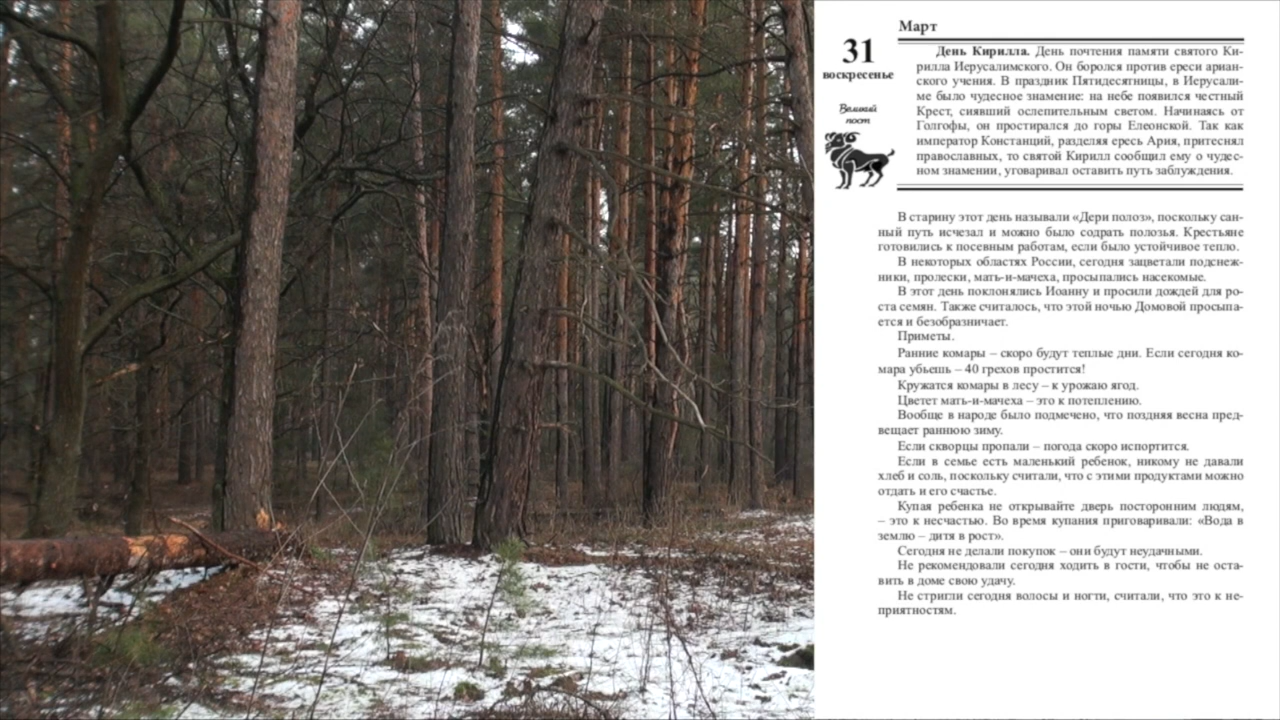 Март
31
воскресенье
Великий
пост
День Кирилла. День почтения памяти святого Ки-
рилла Иерусалимского. Он боролся против ереси ариан-
ского учения. В праздник Пятидесятницы, в Иерусали-
ме было чудесное знамение: на небе появился честный
Крест, сиявший ослепительным светом. Начинаясь от
Голгофы, он простирался до горы Елеонской. Так как
император Констанций, разделяя ересь Ария, притеснял
православных, то святой Кирилл сообщил ему о чудес-
ном знамении, уговаривал оставить путь заблуждения.
В старину этот день называли «Дери полоз», поскольку сан-
ный путь исчезал и можно было содрать полозья. Крестьяне
готовились к посевным работам, если было устойчивое тепло.
В некоторых областях России, сегодня зацветали подснеж-
ники, пролески, мать-и-мачеха, просыпались насекомые.
В этот день поклонялись Иоанну и просили дождей для ро-
ста семян. Также считалось, что этой ночью Домовой просыпа-
ется и безобразничает.
Приметы.
Ранние комары – скоро будут теплые дни. Если сегодня ко-
мара убьешь – 40 грехов простится!
Кружатся комары в лесу – к урожаю ягод.
Цветет мать-и-мачеха – это к потеплению.
Вообще в народе было подмечено, что поздняя весна пред-
вещает раннюю зиму.
Если скворцы пропали – погода скоро испортится.
Если в семье есть маленький ребенок, никому не давали
хлеб и соль, поскольку считали, что с этими продуктами можно
отдать и его счастье.
Купая ребенка не открывайте дверь посторонним людям,
– это к несчастью. Во время купания приговаривали: «Вода в
землю – дитя в рост».
Сегодня не делали покупок – они будут неудачными.
Не рекомендовали сегодня ходить в гости, чтобы не оста-
вить в доме свою удачу.
Не стригли сегодня волосы и ногти, считали, что это к не-
приятностям.